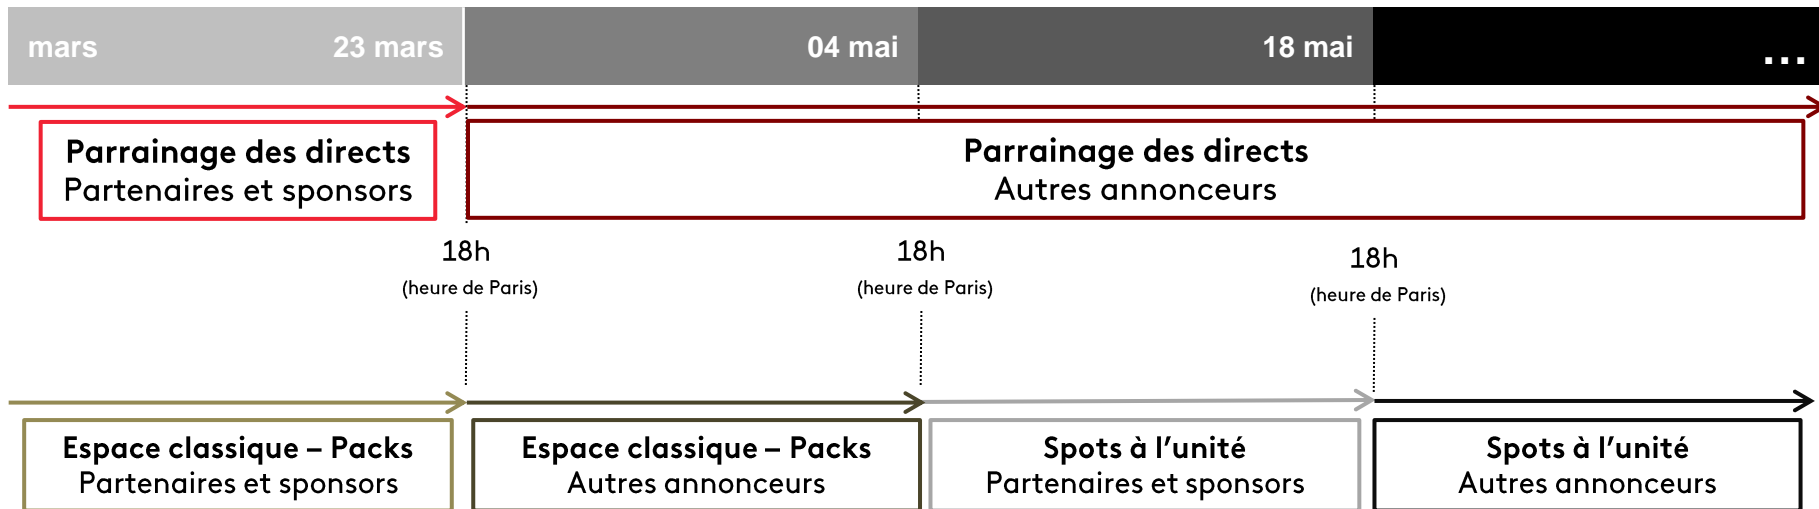 mars
23 mars
04 mai
18 mai
...
Parrainage des directs
Partenaires et sponsors
Parrainage des directs
Autres annonceurs
18h
(heure de Paris)
18h
(heure de Paris)
18h
(heure de Paris)
Espace classique – Packs
Partenaires et sponsors
Espace classique – Packs
Autres annonceurs
Spots à l’unité
Partenaires et sponsors
Spots à l’unité
Autres annonceurs